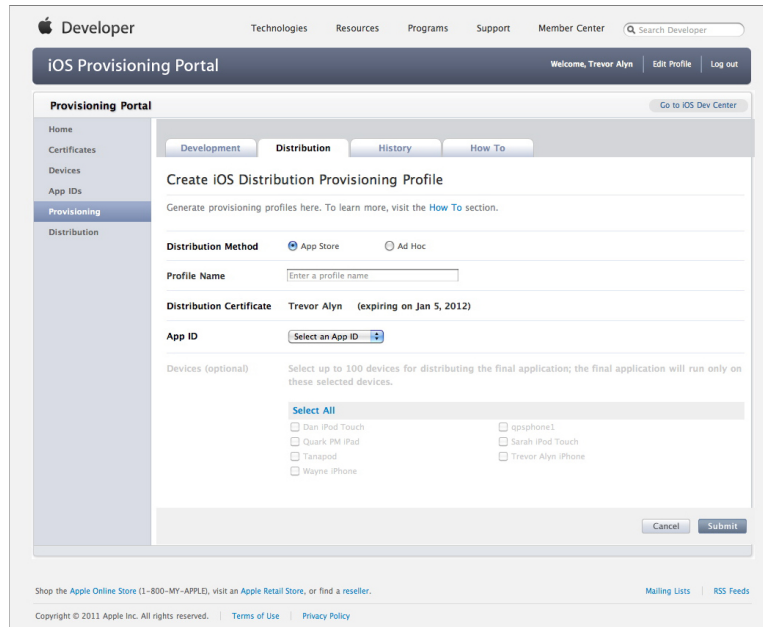 Developer
Technologies Resources Programs Support Member Center Search Developer
iOS Provisioning Portal
Welcome, Trevor Alyn Edit Profile Log out
Provisioning Portal
Go to iOS Dev Center
Home
Certificates
Devices
App IDs
Provisioning
Distribution
Development Distribution History How To
Create iOS Distribution Provisioning Profile
Generate provisioning profiles here. To learn more, visit the How To section.
Distribution Method App Store Ad Hoc
Profile Name Enter a profile name
Distribution Certificate Trevor Alyn (expiring on Jan 5, 2012)
App ID Select an App ID
Devices (optional) Select up to 100 devices for distributing the final application; the final application will run only on
these selected devices.
Select All
Dan iPod Touch qpsphone1
Quark PM iPad Sarah iPod Touch
Tanapod Trevor Alyn iPhone
Wayne iPhone
Cancel Submit
Shop the Apple Online Store (1-800-MY-APPLE), visit an Apple Retail Store, or find a reseller.
Mailing Lists RSS Feeds
Copyright © 2011 Apple Inc. All rights reserved. Terms of Use Privacy Policy